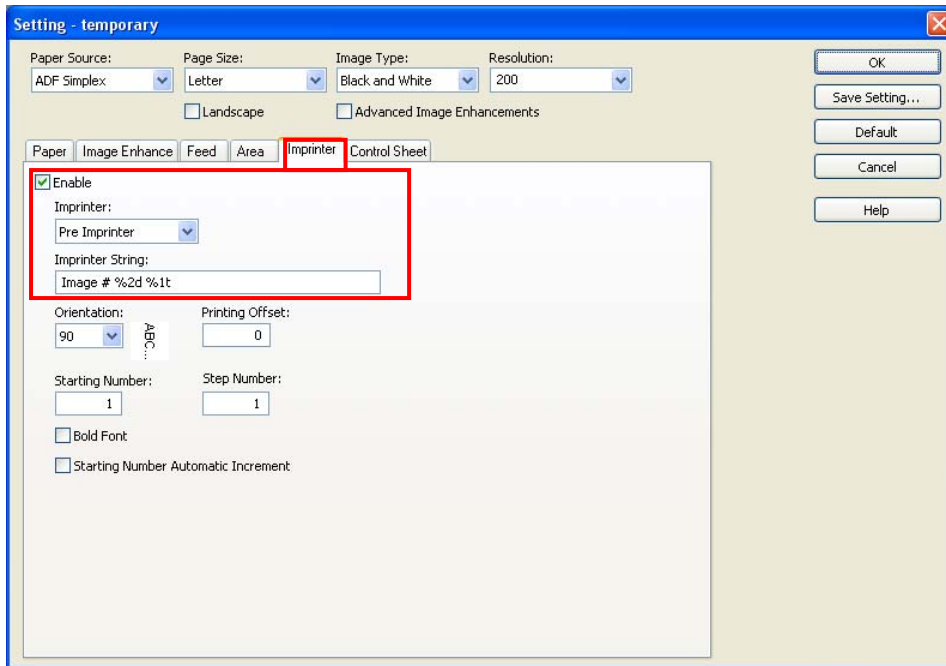 Setting - temporary
Paper Source: Page Size: Image Type: Resolution:
ADF Simplex Letter Black and White 200
Landscape Advanced Image Enhancements
OK
Save Setting...
Default
Cancel
Help
Paper Image Enhance Feed Area Imprinter Control Sheet
Enable
Imprinter:
Pre Imprinter
Imprinter String:
Image # %2d %1t
Orientation: Printing Offset:
90 ABC... 0
Starting Number: Step Number:
1 1
Bold Font
Starting Number Automatic Increment